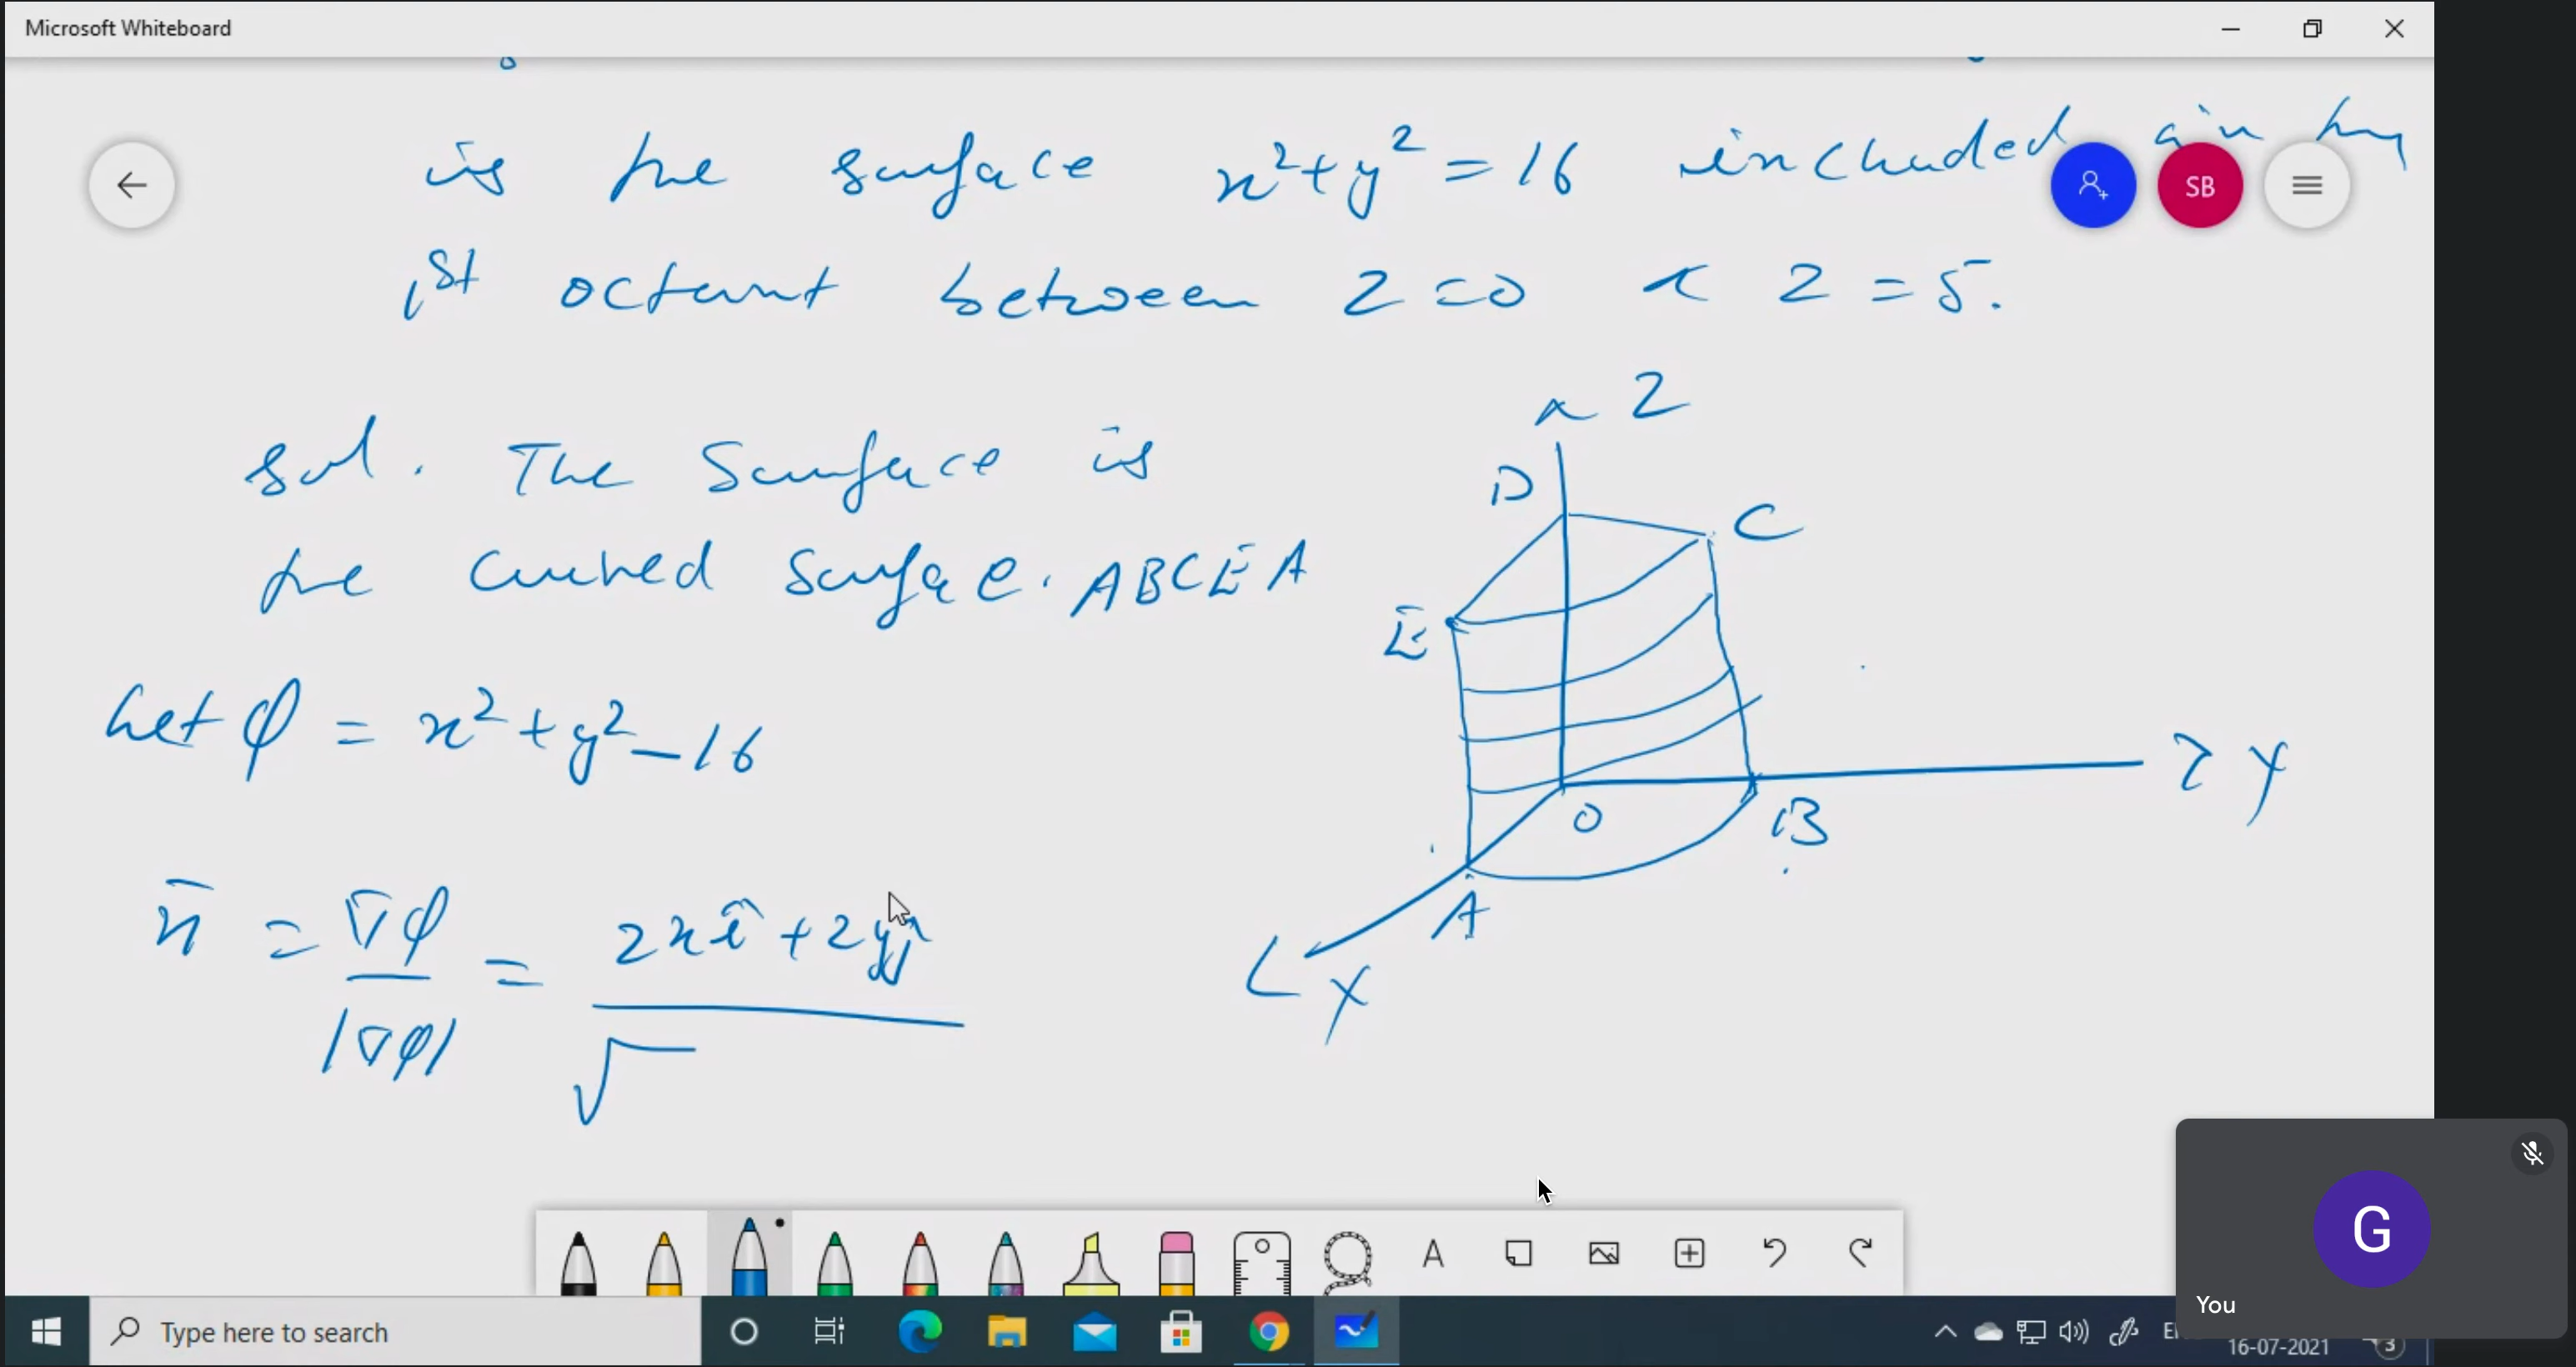 Microsoft Whiteboard
is the surface x²+y² = 16 included in the
SB
1st octant between z=0 & z = 5.
Z
Sol. The Surface is
D
C
the curved surface. ABCEA
E
Let φ = x²+y²-16
Y
O
B
n̄ = ∇φ / |∇φ| = 2xî+2yĵ / √
A
X
A
G
You
Type here to search
16-07-2021
3